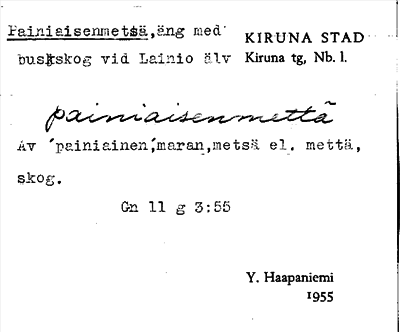 Painiaisenmetsä, äng med
KIRUNA STAD
buskskog vid Lainio älv
Kiruna tg, Nb. l.
painiaisenmettä
Av ´painiainen,´maran, metsä el. mettä,
skog.
Gn 11 g 3:55
Y. Haapaniemi
1955